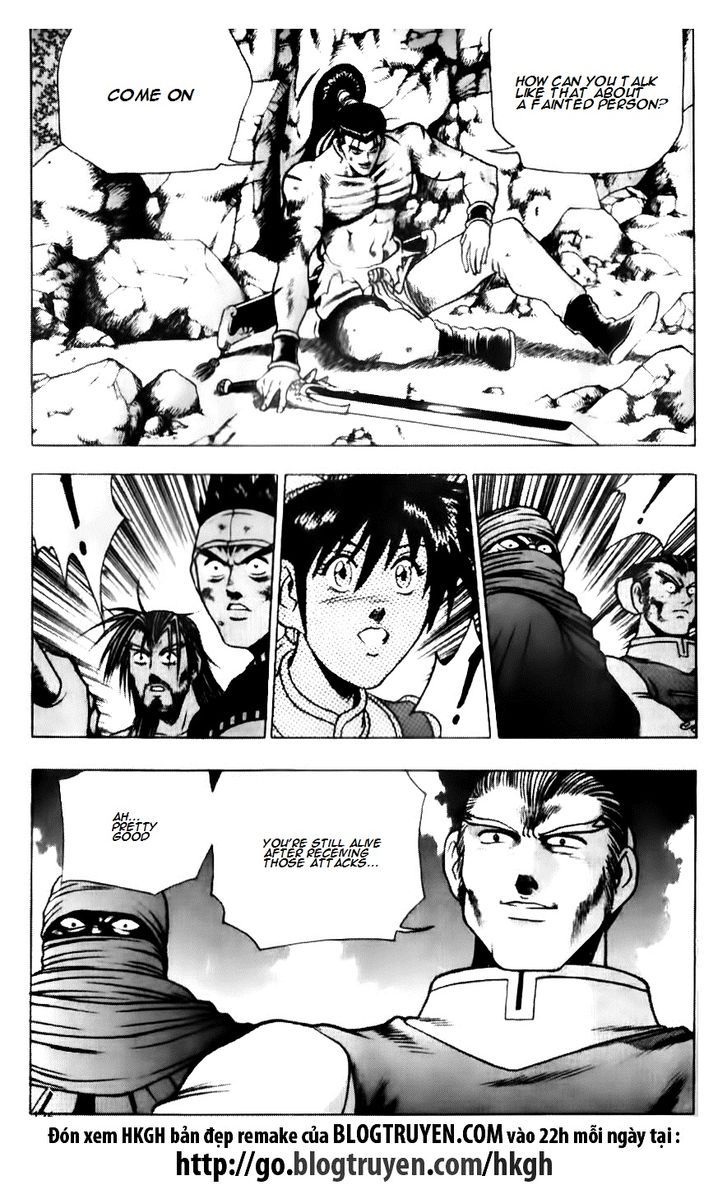 HOW CAN YOU TALK
LIKE THAT ABOUT
A FAINTED PERSON?
COME ON
!
!
!
YOU'RE STILL ALIVE
AFTER RECEIVING
THOSE ATTACKS...
AH...
PRETTY
GOOD
Đón xem HKGH bản đẹp remake của BLOGTRUYEN.COM vào 22h mỗi ngày tại :
http://go.blogtruyen.com/hkgh